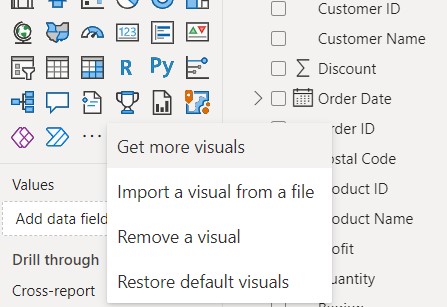 Customer ID
Customer Name
Discount
Order Date
rder ID
ostal Code
roduct ID
roduct Name
rofit
uantity
123
R
Py
Get more visuals
Import a visual from a file
Remove a visual
Restore default visuals
Values
Add data field
Drill through
Cross-report